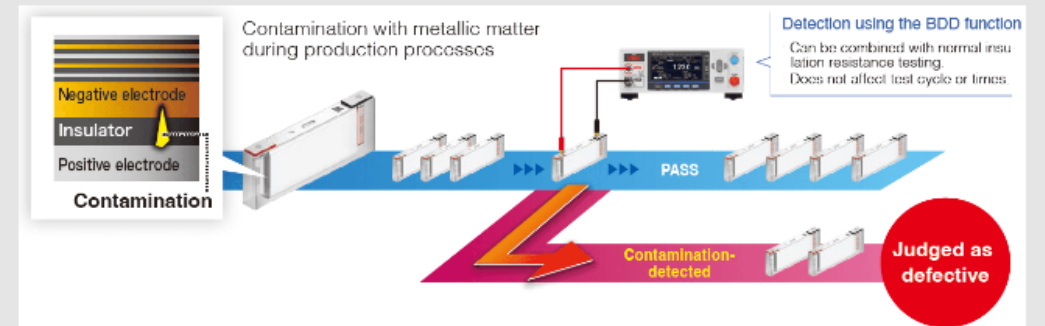 Contamination with metallic matter
during production processes
Detection using the BDD function
Can be combined with normal insu
lation resistance testing.
Does not affect test cycle or times.
Negative electrode
Insulator
Positive electrode
Contamination
PASS
Contamination-
detected
Judged as
defective